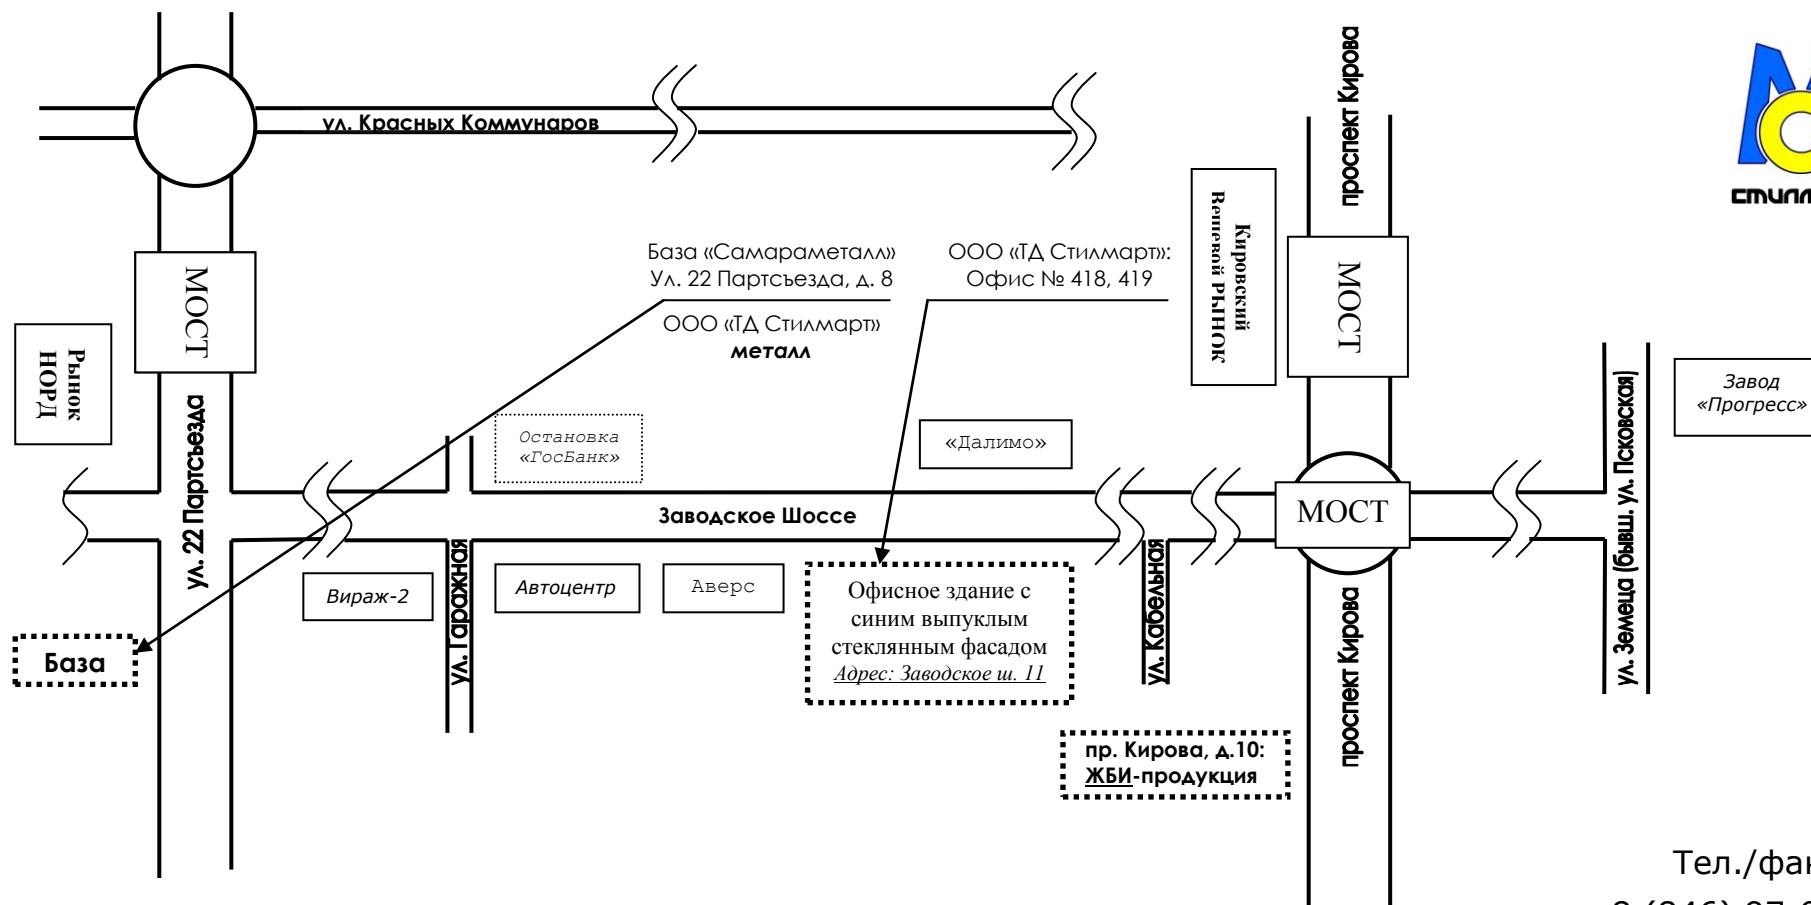 проспект Кирова
ул. Красных Коммунаров
База «Самараметалл»
Ул. 22 Партсъезда, д. 8
ООО «ТД Стилмарт»
металл
ООО «ТД Стилмарт»:
Офис № 418, 419
Кировский
Вещевой РЫНОК
МОСТ
МОСТ
Рынок
НОРД
ул. 22 Партсъезда
Остановка
«ГосБанк»
«Далимо»
Завод
«Прогресс»
ул. Земеца (бывш. ул. Псковская)
Заводское Шоссе
МОСТ
Вираж-2
ул. Гаражная
Автоцентр
Аверс
Офисное здание с
синим выпуклым
стеклянным фасадом
Адрес: Заводское ш. 11
ул. Кабельная
проспект Кирова
База
пр. Кирова, д.10:
ЖБИ-продукция